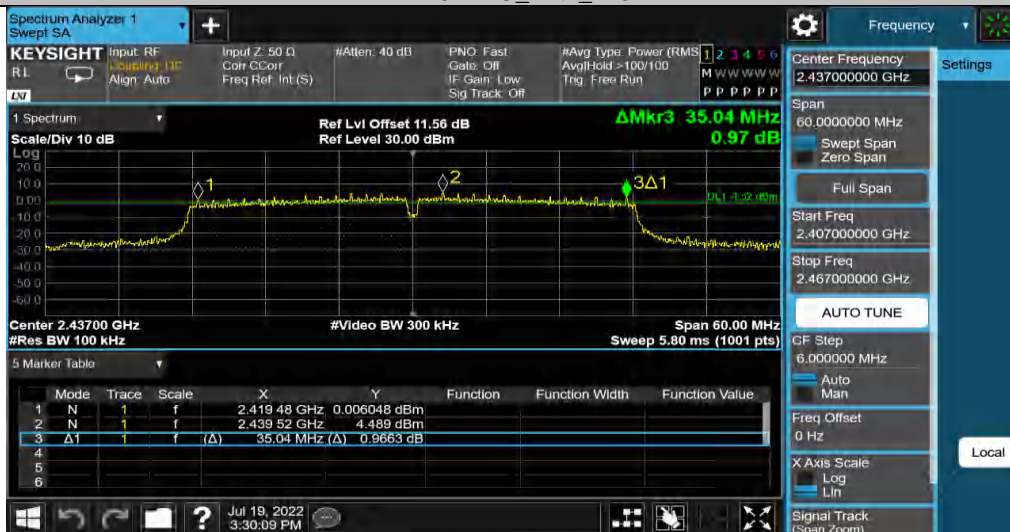 Spectrum Analyzer 1
Swept SA
+
Frequency
KEYSIGHT
RL
LXI
Input: RF
Coupling: DC
Align: Auto
Input Z: 50 Ω
Corr CCorr
Freq Ref: Int (S)
#Atten: 40 dB
PNO: Fast
Gate: Off
IF Gain: Low
Sig Track: Off
#Avg Type: Power (RMS
Avg|Hold >100/100
Trig: Free Run
1 2 3 4 5 6
M W W W W W
P P P P P P
Center Frequency
2.437000000 GHz
Settings
Span
60.0000000 MHz
Swept Span
Zero Span
Full Span
Start Freq
2.407000000 GHz
Stop Freq
2.467000000 GHz
AUTO TUNE
CF Step
6.000000 MHz
Auto
Man
Freq Offset
0 Hz
X Axis Scale
Log
Lin
Local
Signal Track
(Span Zoom)
1 Spectrum
Scale/Div 10 dB
Ref Lvl Offset 11.56 dB
Ref Level 30.00 dBm
ΔMkr3 35.04 MHz
0.97 dB
Log
20.0
10.0
0.00
-10.0
-20.0
-30.0
-40.0
-50.0
-60.0
1
2
3Δ1
Center 2.43700 GHz
#Res BW 100 kHz
#Video BW 300 kHz
Span 60.00 MHz
Sweep 5.80 ms (1001 pts)
5 Marker Table
Mode Trace Scale X Y Function Function Width Function Value
1 N 1 f 2.419 48 GHz 0.006048 dBm
2 N 1 f 2.439 52 GHz 4.489 dBm
3 Δ1 1 f (Δ) 35.04 MHz (Δ) 0.9663 dB
4
5
6
?
Jul 19, 2022
3:30:09 PM